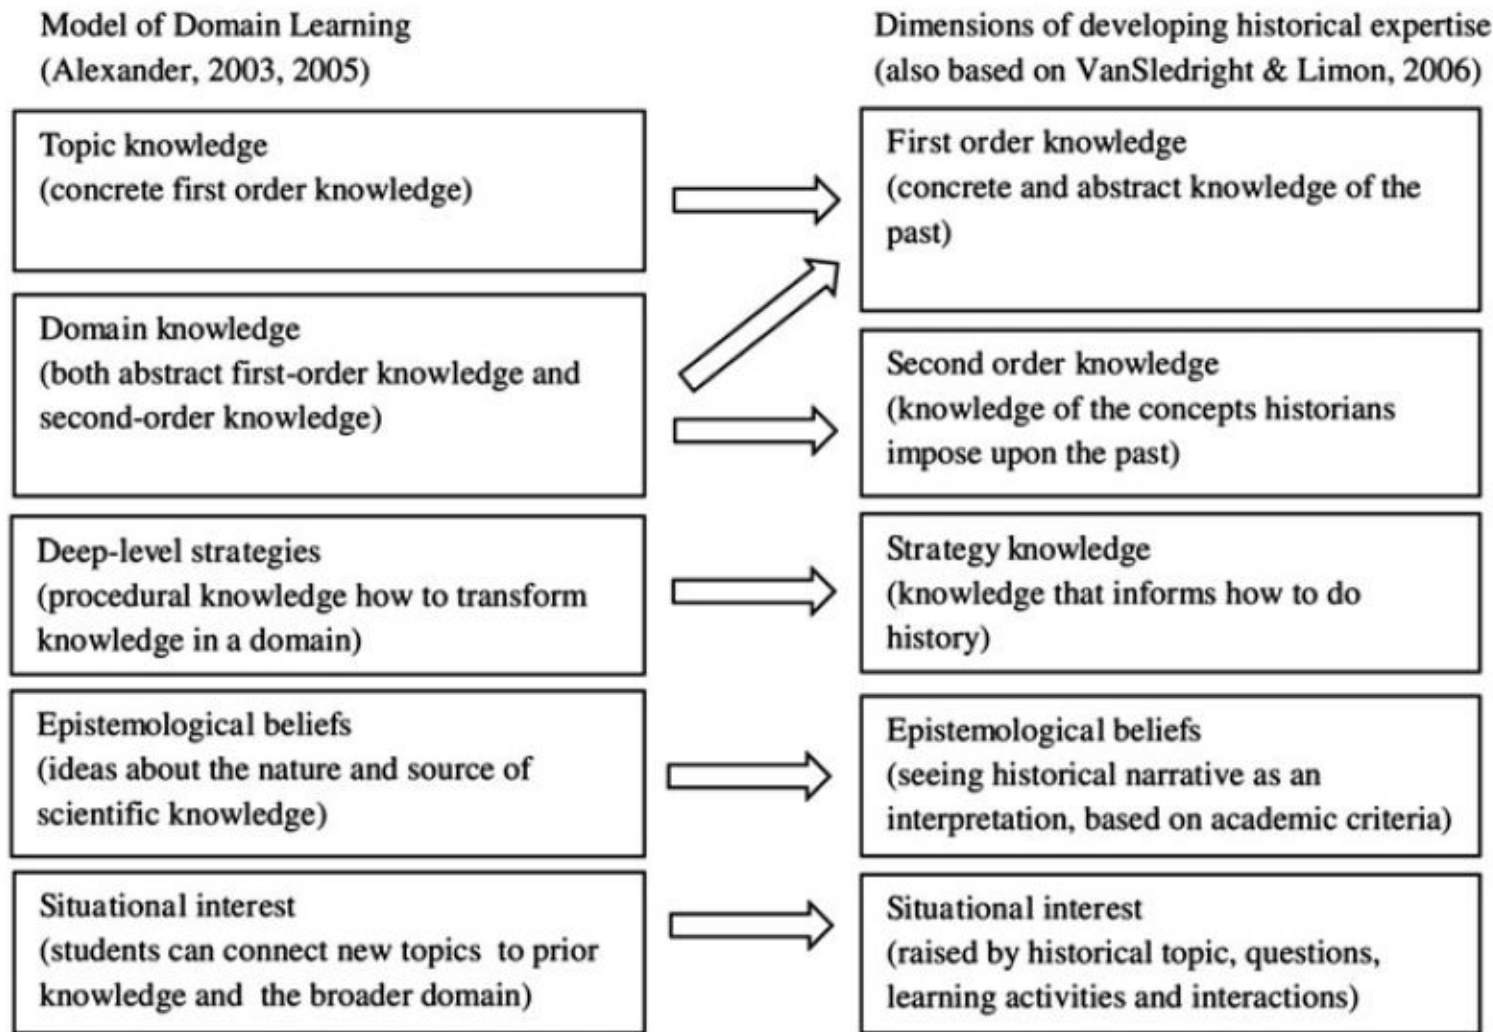 Model of Domain Learning
(Alexander, 2003, 2005)
Topic knowledge
(concrete first order knowledge)
Domain knowledge
(both abstract first-order knowledge and
second-order knowledge)
Deep-level strategies
(procedural knowledge how to transform
knowledge in a domain)
Epistemological beliefs
(ideas about the nature and source of
scientific knowledge)
Situational interest
(students can connect new topics to prior
knowledge and the broader domain)
Dimensions of developing historical expertise
(also based on VanSledright & Limon, 2006)
First order knowledge
(concrete and abstract knowledge of the
past)
Second order knowledge
(knowledge of the concepts historians
impose upon the past)
Strategy knowledge
(knowledge that informs how to do
history)
Epistemological beliefs
(seeing historical narrative as an
interpretation, based on academic criteria)
Situational interest
(raised by historical topic, questions,
learning activities and interactions)